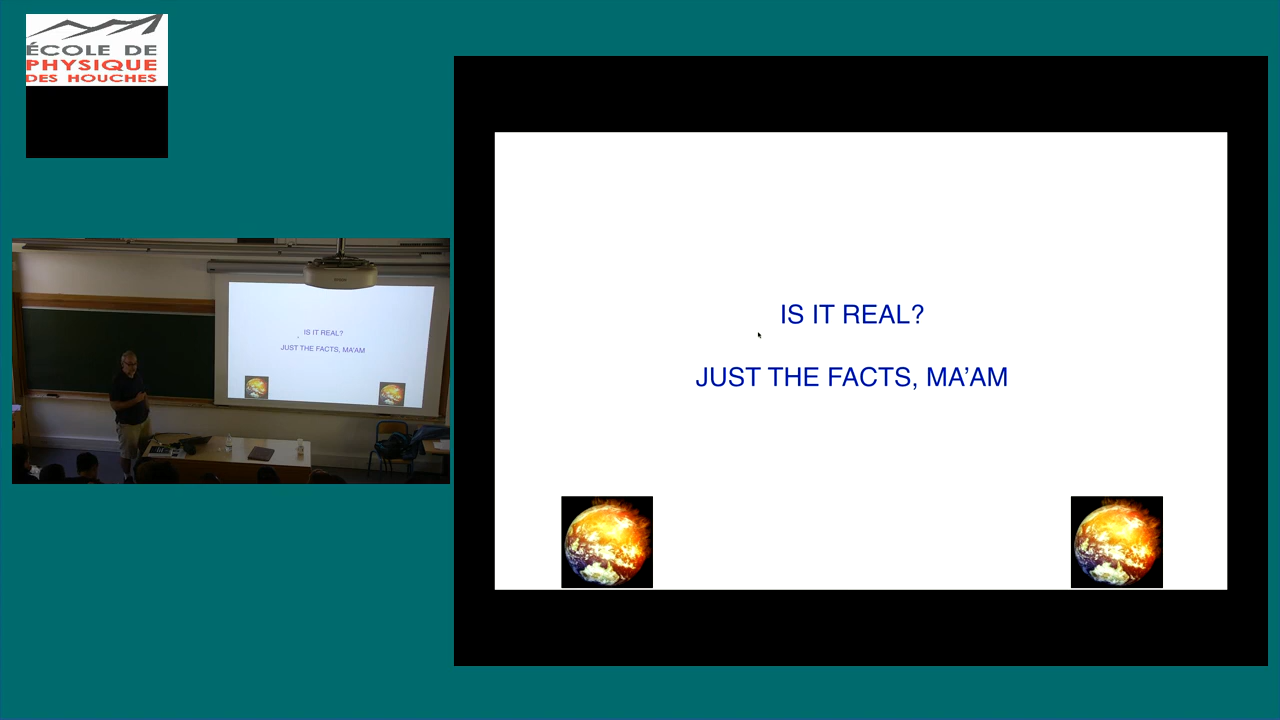 ÉCOLE DE
PHYSIQUE
DES HOUCHES
IS IT REAL?
JUST THE FACTS, MA'AM
IS IT REAL?
JUST THE FACTS, MA’AM